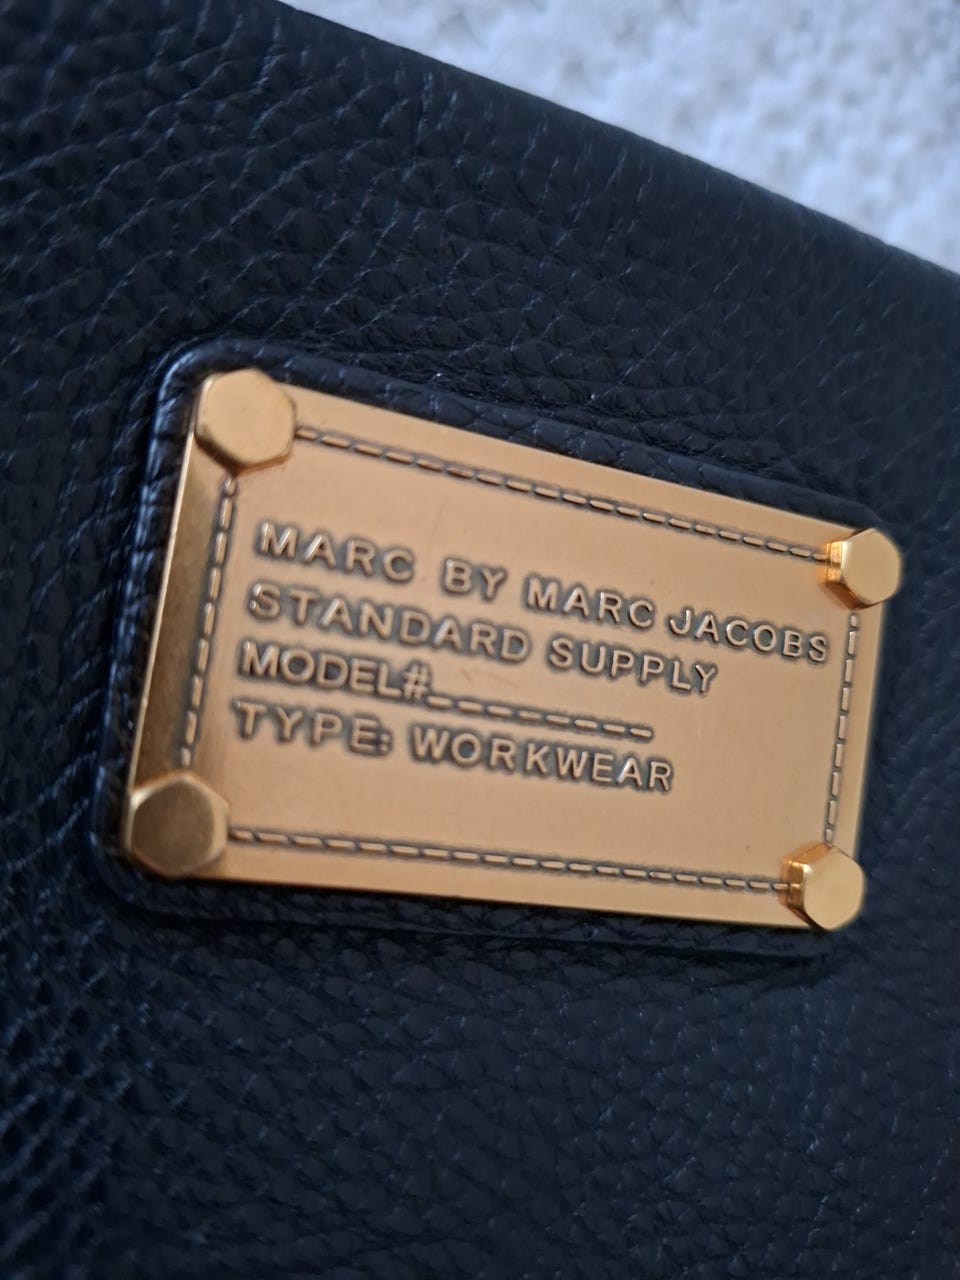 MARC BY MARC JACOBS
STANDARD SUPPLY
MODEL#_________
TYPE: WORKWEAR